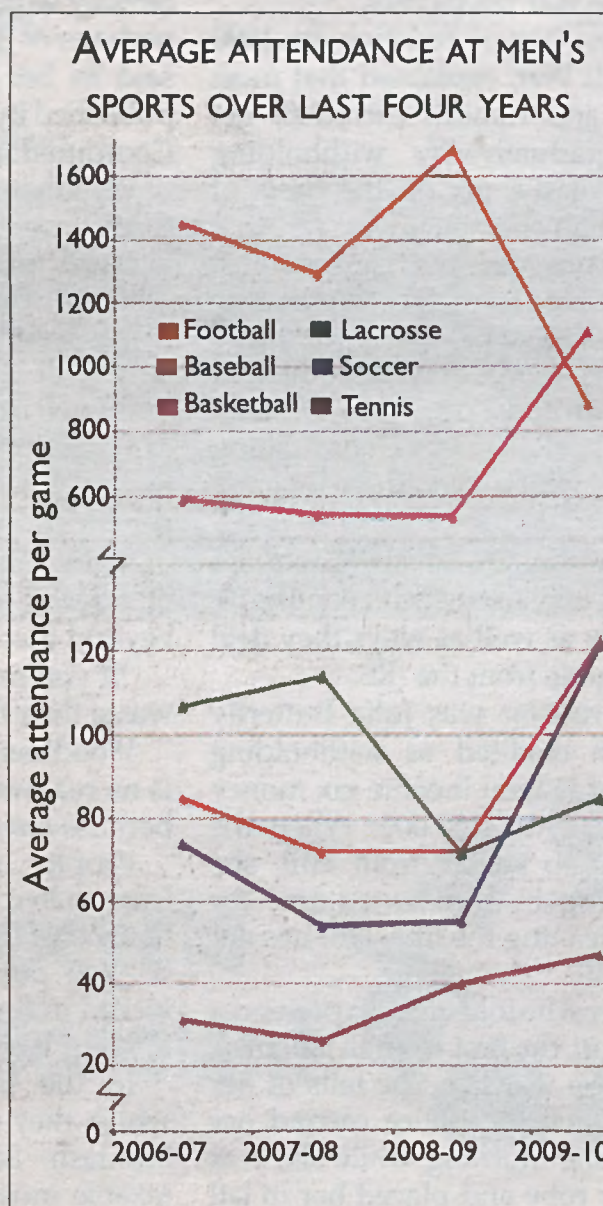 AVERAGE ATTENDANCE AT MEN'S
SPORTS OVER LAST FOUR YEARS
1600
1400
1200
1000
800
600
Football
Baseball
Basketball
Lacrosse
Soccer
Tennis
Average attendance per game
120
100
80
60
40
20
0
2006-07 2007-08 2008-09 2009-10